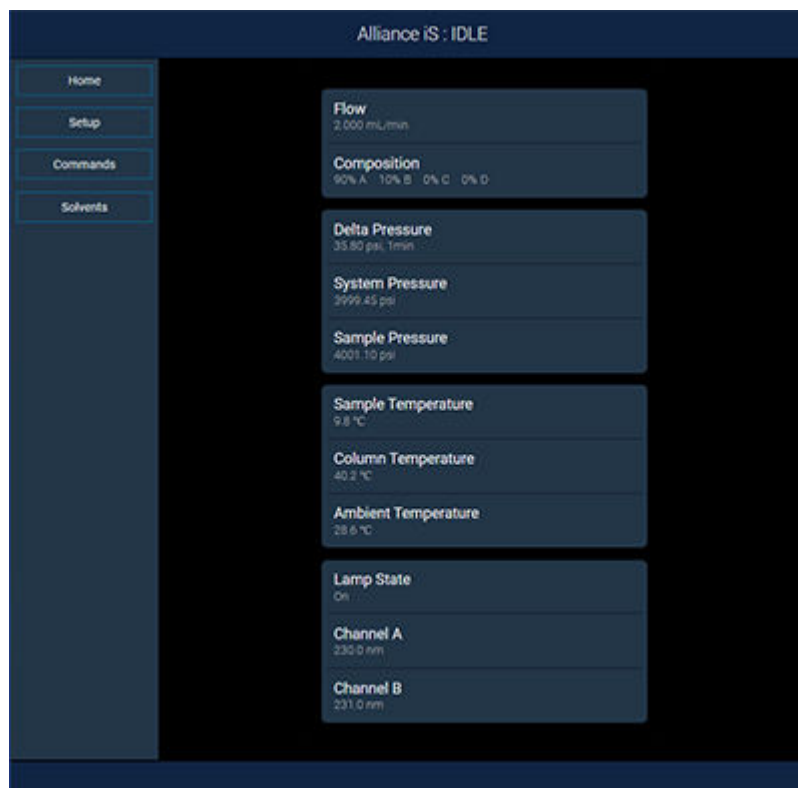 Alliance iS : IDLE
Home
Setup
Commands
Solvents
Flow
2.000 mL/min
Composition
90% A 10% B 0% C 0% D
Delta Pressure
35.80 psi, 1min
System Pressure
3999.45 psi
Sample Pressure
4001.10 psi
Sample Temperature
9.8 ℃
Column Temperature
40.2 ℃
Ambient Temperature
28.6 ℃
Lamp State
On
Channel A
230.0 nm
Channel B
231.0 nm